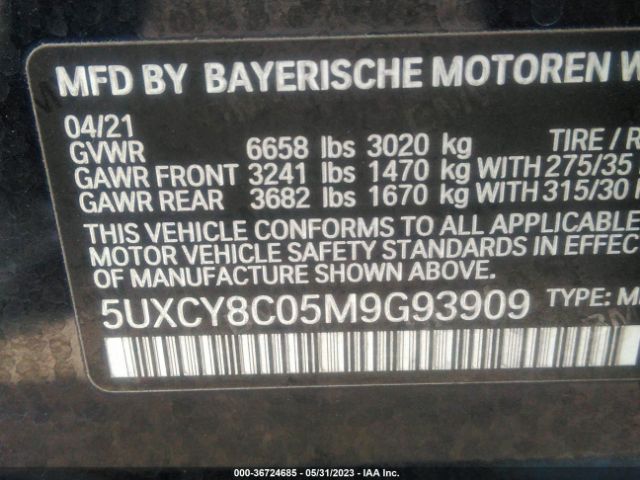 MFD BY BAYERISCHE MOTOREN W
04/21
GVWR 6658 lbs 3020 kg TIRE / R
GAWR FRONT 3241 lbs 1470 kg WITH 275/35
GAWR REAR 3682 lbs 1670 kg WITH 315/30
THIS VEHICLE CONFORMS TO ALL APPLICABLE
MOTOR VEHICLE SAFETY STANDARDS IN EFFEC
OF MANUFACTURE SHOWN ABOVE.
5UXCY8C05M9G93909 TYPE: M
000-36724685 - 05/31/2023 - IAA Inc.